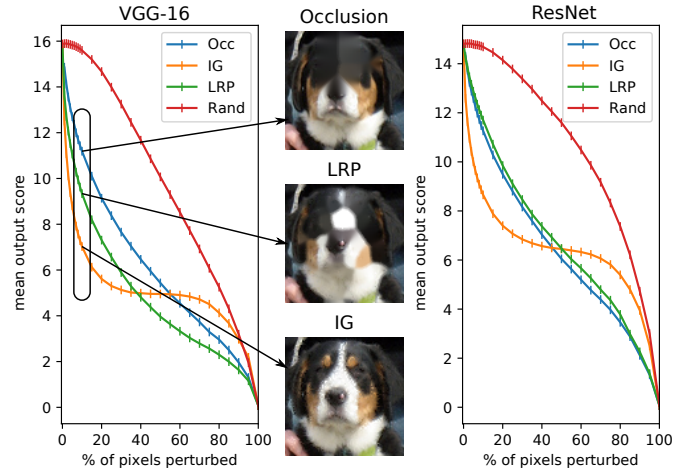 VGG-16
Occlusion
ResNet
16
14
12
10
8
6
4
2
0
mean output score
Occ
IG
LRP
Rand
0
20
40
60
80
100
% of pixels perturbed
LRP
IG
14
12
10
8
6
4
2
0
mean output score
Occ
IG
LRP
Rand
0
20
40
60
80
100
% of pixels perturbed